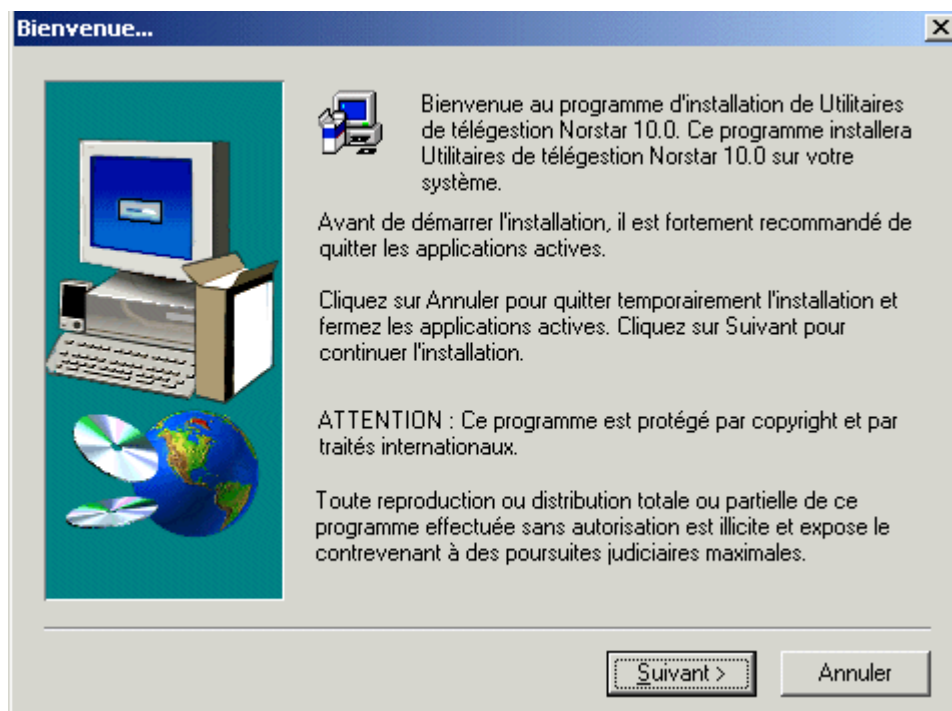 Bienvenue...
Bienvenue au programme d'installation de Utilitaires
de télégestion Norstar 10.0. Ce programme installera
Utilitaires de télégestion Norstar 10.0 sur votre
système.
Avant de démarrer l'installation, il est fortement recommandé de
quitter les applications actives.
Cliquez sur Annuler pour quitter temporairement l'installation et
fermez les applications actives. Cliquez sur Suivant pour
continuer l'installation.
ATTENTION : Ce programme est protégé par copyright et par
traités internationaux.
Toute reproduction ou distribution totale ou partielle de ce
programme effectuée sans autorisation est illicite et expose le
contrevenant à des poursuites judiciaires maximales.
Suivant >
Annuler